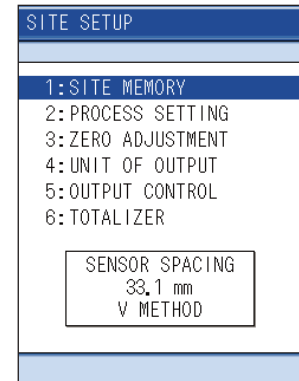 SITE SETUP
1:SITE MEMORY
2:PROCESS SETTING
3:ZERO ADJUSTMENT
4:UNIT OF OUTPUT
5:OUTPUT CONTROL
6:TOTALIZER
SENSOR SPACING
33.1 mm
V METHOD